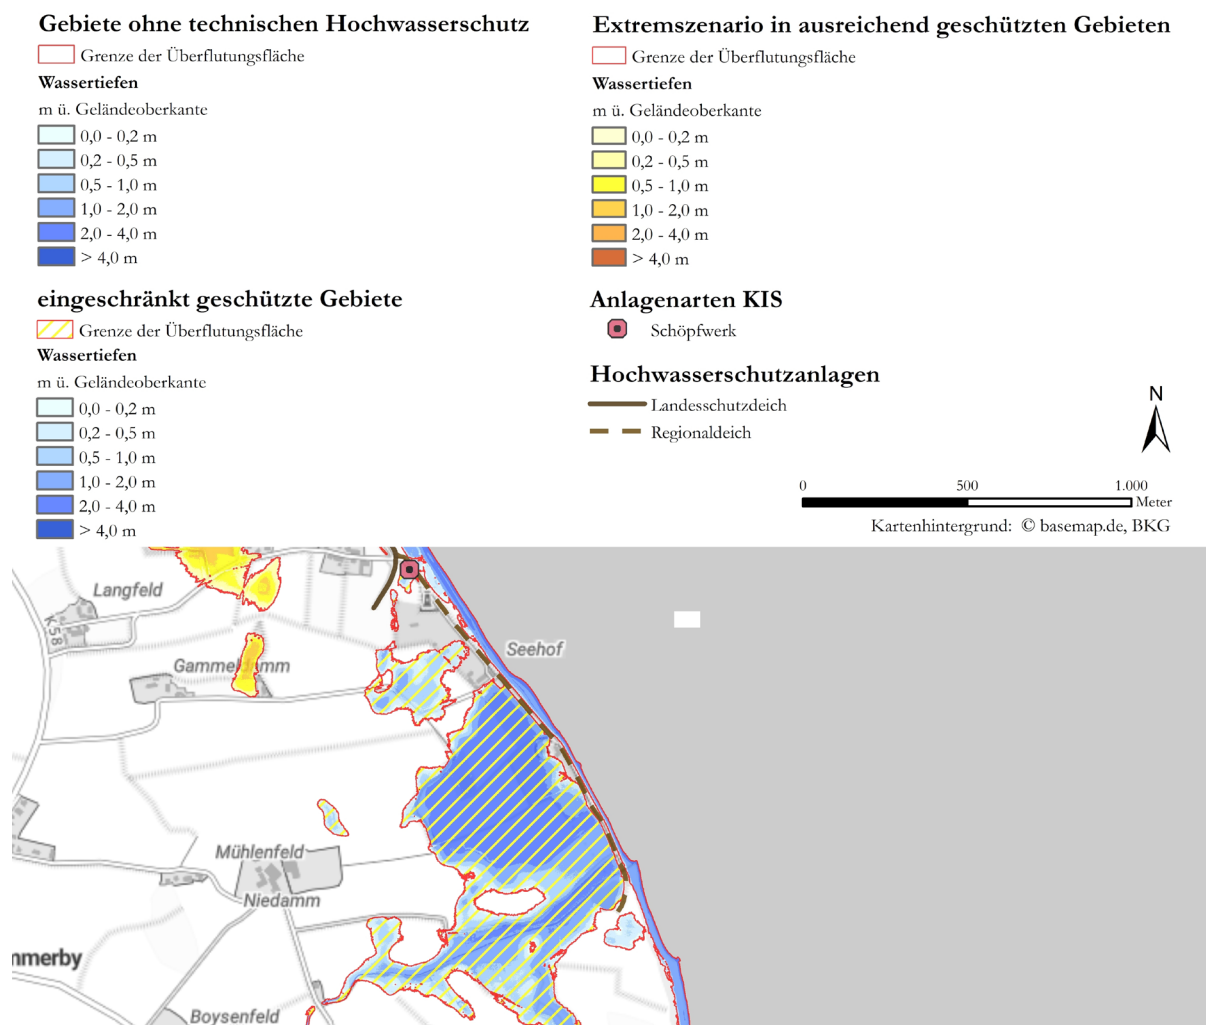 Gebiete ohne technischen Hochwasserschutz
Grenze der Überflutungsfläche
Wassertiefen
m ü. Geländeoberkante
0,0 - 0,2 m
0,2 - 0,5 m
0,5 - 1,0 m
1,0 - 2,0 m
2,0 - 4,0 m
> 4,0 m
eingeschränkt geschützte Gebiete
Grenze der Überflutungsfläche
Wassertiefen
m ü. Geländeoberkante
0,0 - 0,2 m
0,2 - 0,5 m
0,5 - 1,0 m
1,0 - 2,0 m
2,0 - 4,0 m
> 4,0 m
Extremszenario in ausreichend geschützten Gebieten
Grenze der Überflutungsfläche
Wassertiefen
m ü. Geländeoberkante
0,0 - 0,2 m
0,2 - 0,5 m
0,5 - 1,0 m
1,0 - 2,0 m
2,0 - 4,0 m
> 4,0 m
Anlagenarten KIS
Schöpfwerk
Hochwasserschutzanlagen
Landesschutzdeich
Regionaldeich
N
0 500 1.000
Meter
Kartenhintergrund: © basemap.de, BKG
Langfeld
K 58
Seehof
Gammeldamm
Mühlenfeld
Niedamm
mmerby
Boysenfeld